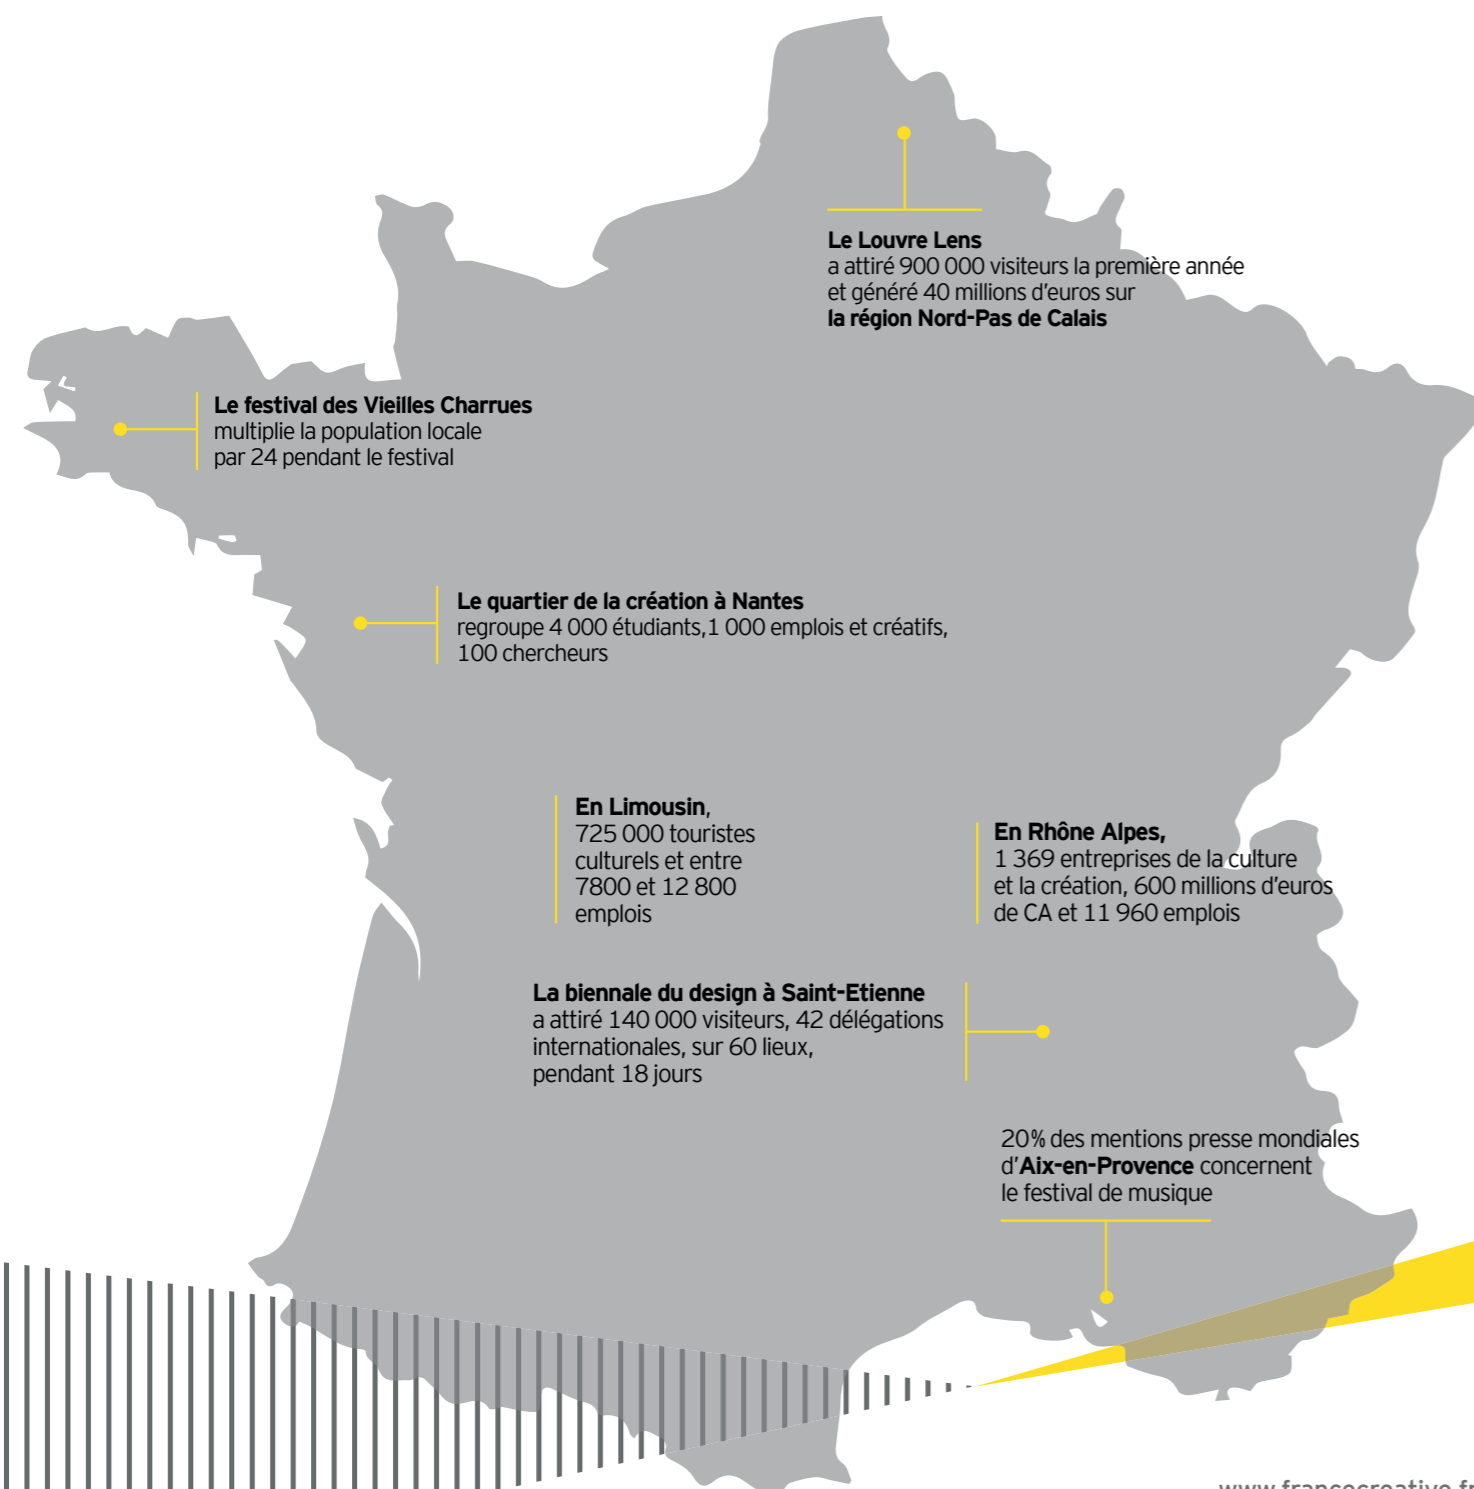 Le Louvre Lens
a attiré 900 000 visiteurs la première année
et généré 40 millions d'euros sur
la région Nord-Pas de Calais
Le festival des Vieilles Charrues
multiplie la population locale
par 24 pendant le festival
Le quartier de la création à Nantes
regroupe 4 000 étudiants,1 000 emplois et créatifs,
100 chercheurs
En Limousin,
725 000 touristes
culturels et entre
7800 et 12 800
emplois
En Rhône Alpes,
1 369 entreprises de la culture
et la création, 600 millions d'euros
de CA et 11 960 emplois
La biennale du design à Saint-Etienne
a attiré 140 000 visiteurs, 42 délégations
internationales, sur 60 lieux,
pendant 18 jours
20% des mentions presse mondiales
d'Aix-en-Provence concernent
le festival de musique